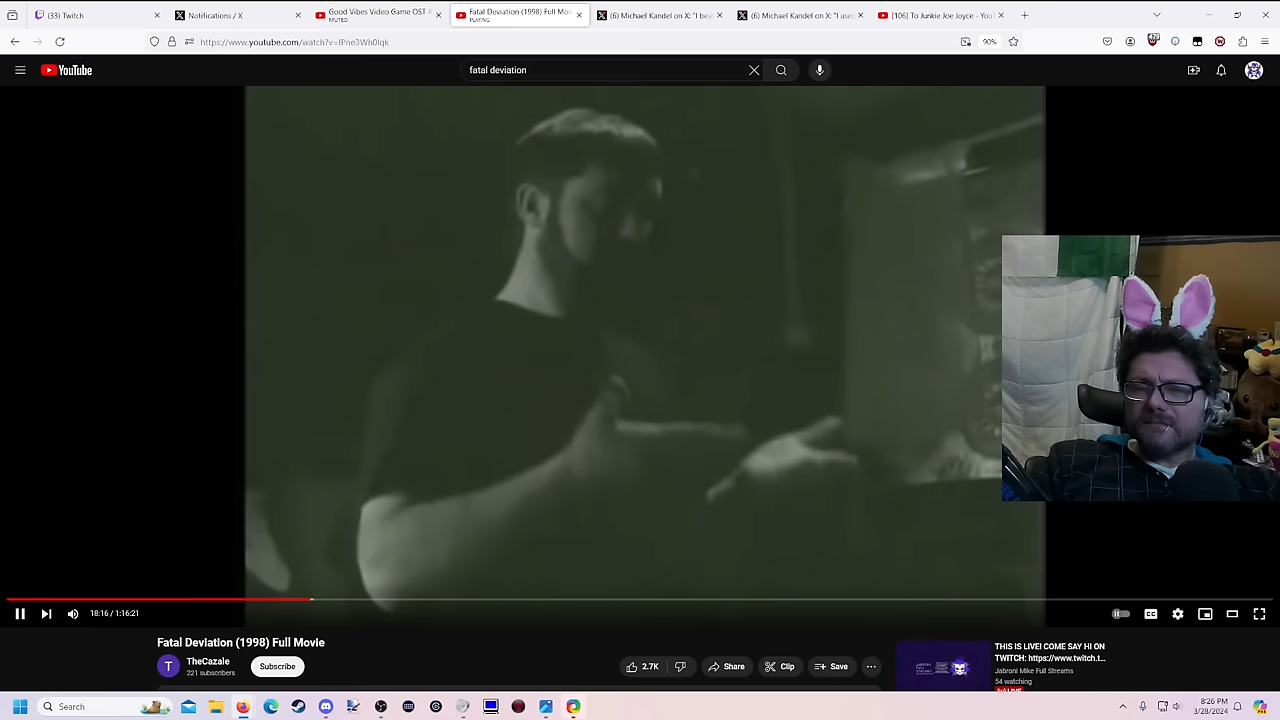 (33) Twitch
Notifications / X
Good Vibes Video Game OST
MUTED
Fatal Deviation (1998) Full Mov
PLAYING
(6) Michael Kandel on X: "I bea
(6) Michael Kandel on X: "I use
[106] To Junkie Joe Joyce - YouT
https://www.youtube.com/watch?v=IPne3Wh0lqk
90%
YouTube
fatal deviation
18:16 / 1:16:21
Fatal Deviation (1998) Full Movie
TheCazale
221 subscribers
Subscribe
2.7K
Share
Clip
Save
THIS IS LIVE! COME SAY HI ON
TWITCH: https://www.twitch.t...
Jabroni Mike Full Streams
54 watching
LIVE
Search
8:26 PM
3/28/2024